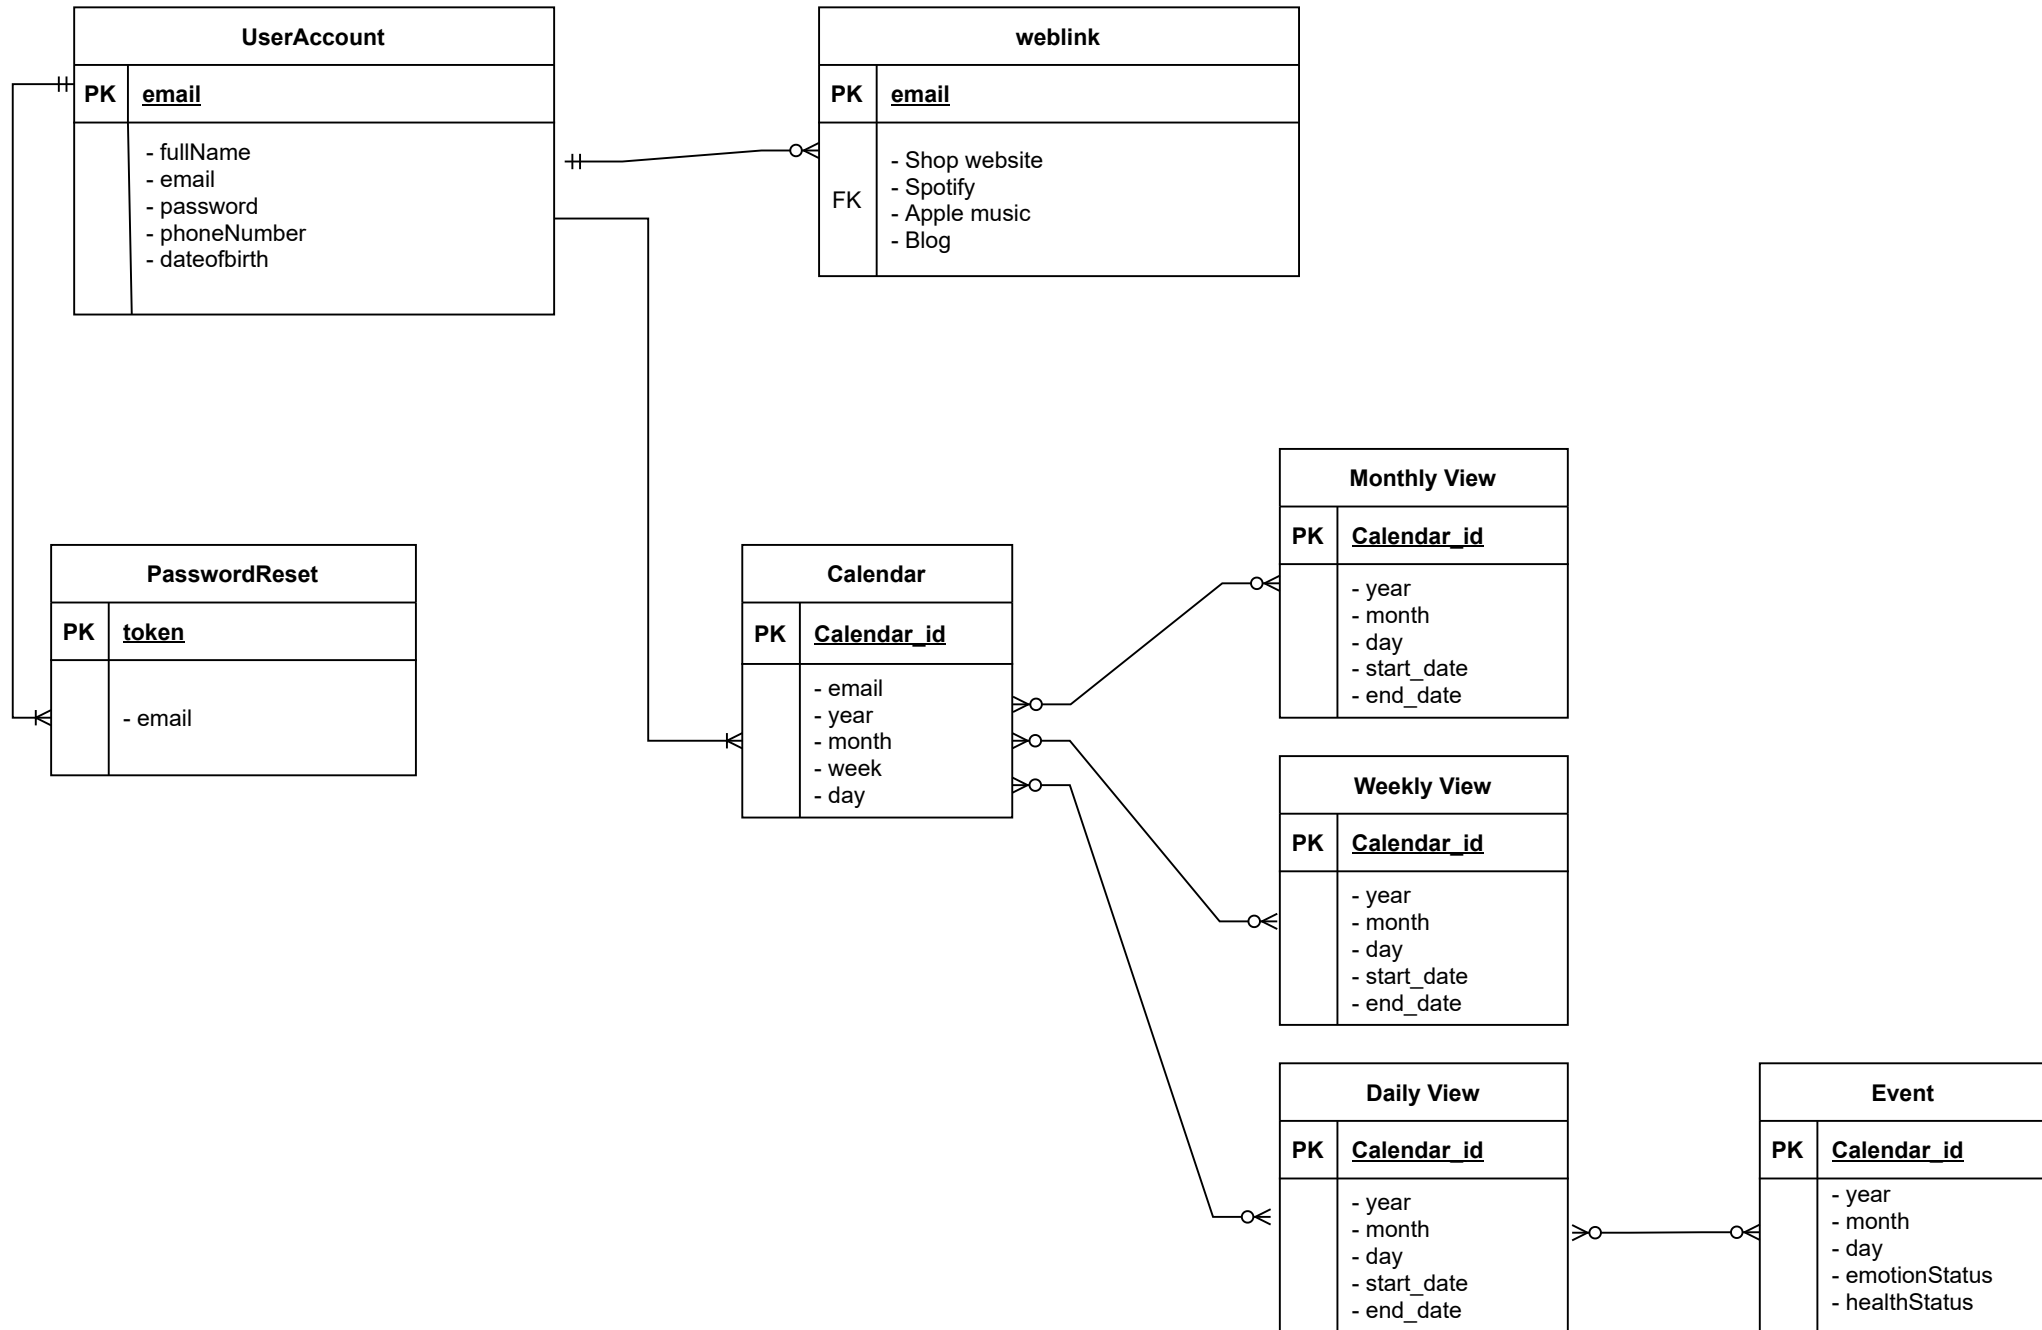 UserAccount
PK email
- fullName
- email
- password
- phoneNumber
- dateofbirth
weblink
PK email
FK
- Shop website
- Spotify
- Apple music
- Blog
PasswordReset
PK token
- email
Calendar
PK Calendar_id
- email
- year
- month
- week
- day
Monthly View
PK Calendar_id
- year
- month
- day
- start_date
- end_date
Weekly View
PK Calendar_id
- year
- month
- day
- start_date
- end_date
Daily View
PK Calendar_id
- year
- month
- day
- start_date
- end_date
Event
PK Calendar_id
- year
- month
- day
- emotionStatus
- healthStatus